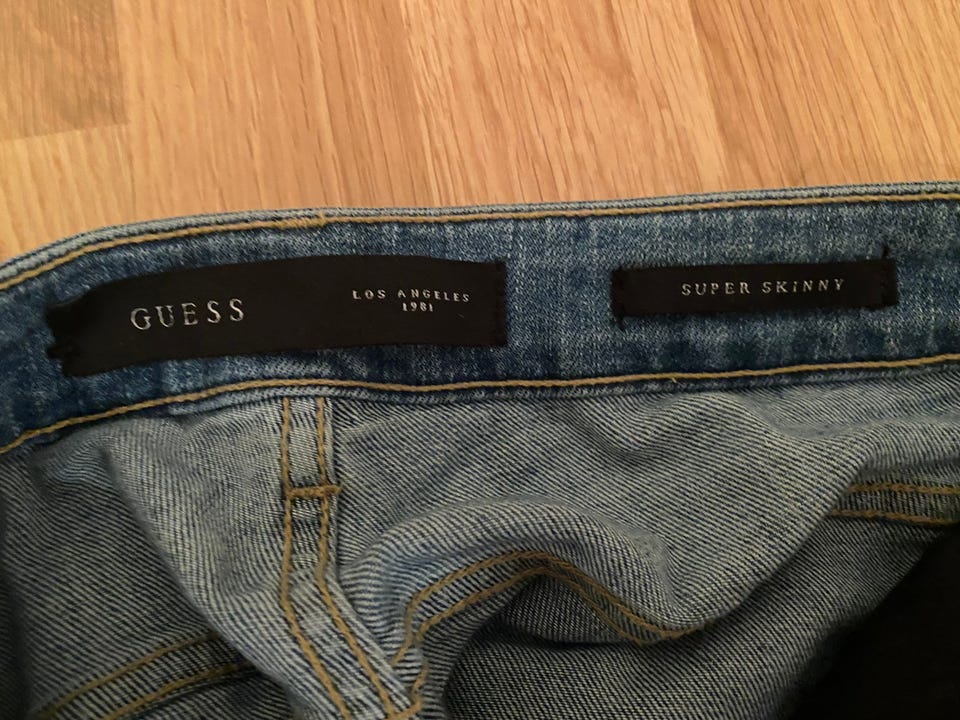 GUESS
LOS ANGELES
1981
SUPER SKINNY